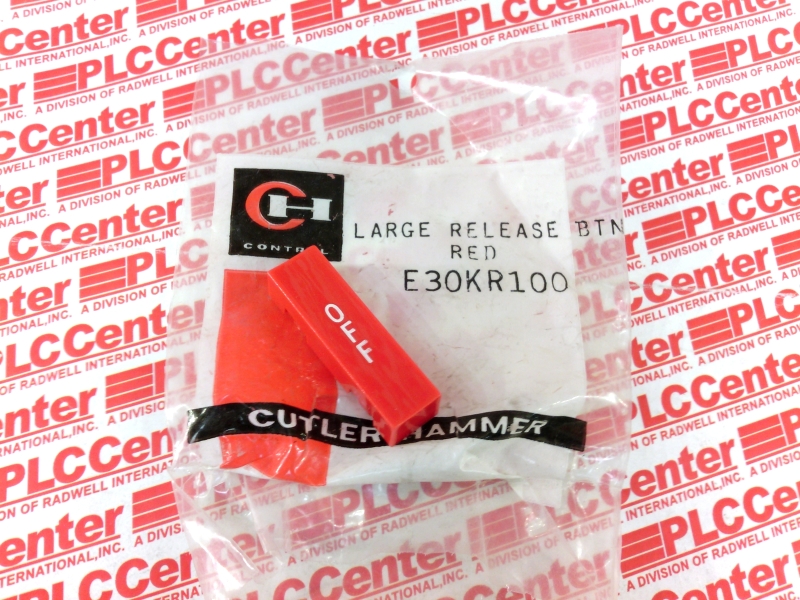 CH
CONTROL
LARGE RELEASE BTN
RED
E30KR100
OFF
CUTLER-HAMMER
PLCCenter
A DIVISION OF RADWELL INTERNATIONAL, INC.